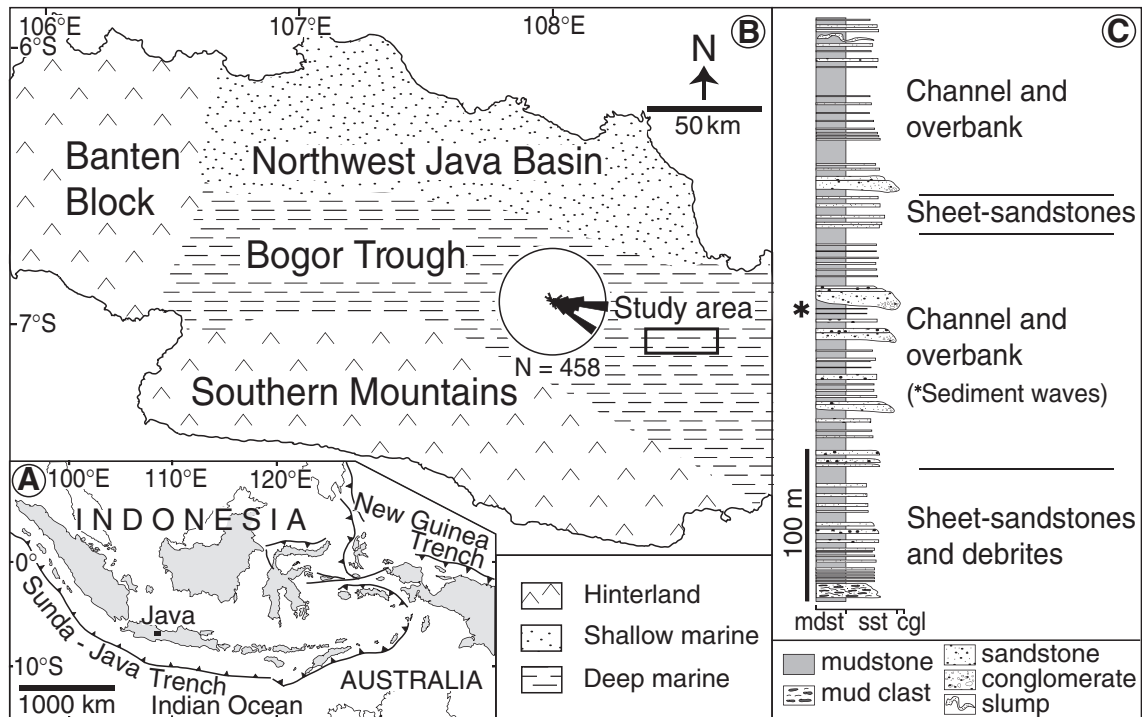 106°E
107°E
108°E
B
6°S
N
50 km
Banten
Block
Northwest Java Basin
Bogor Trough
Study area
7°S
N = 458
Southern Mountains
A
100°E
110°E
120°E
INDONESIA
New Guinea
Trench
0°
Java
Sunda - Java Trench
10°S
AUSTRALIA
1000 km
Indian Ocean
Hinterland
Shallow marine
Deep marine
C
Channel and
overbank
Sheet-sandstones
*
Channel and
overbank
(*Sediment waves)
100 m
Sheet-sandstones
and debrites
mdst sst cgl
mudstone
mud clast
sandstone
conglomerate
slump